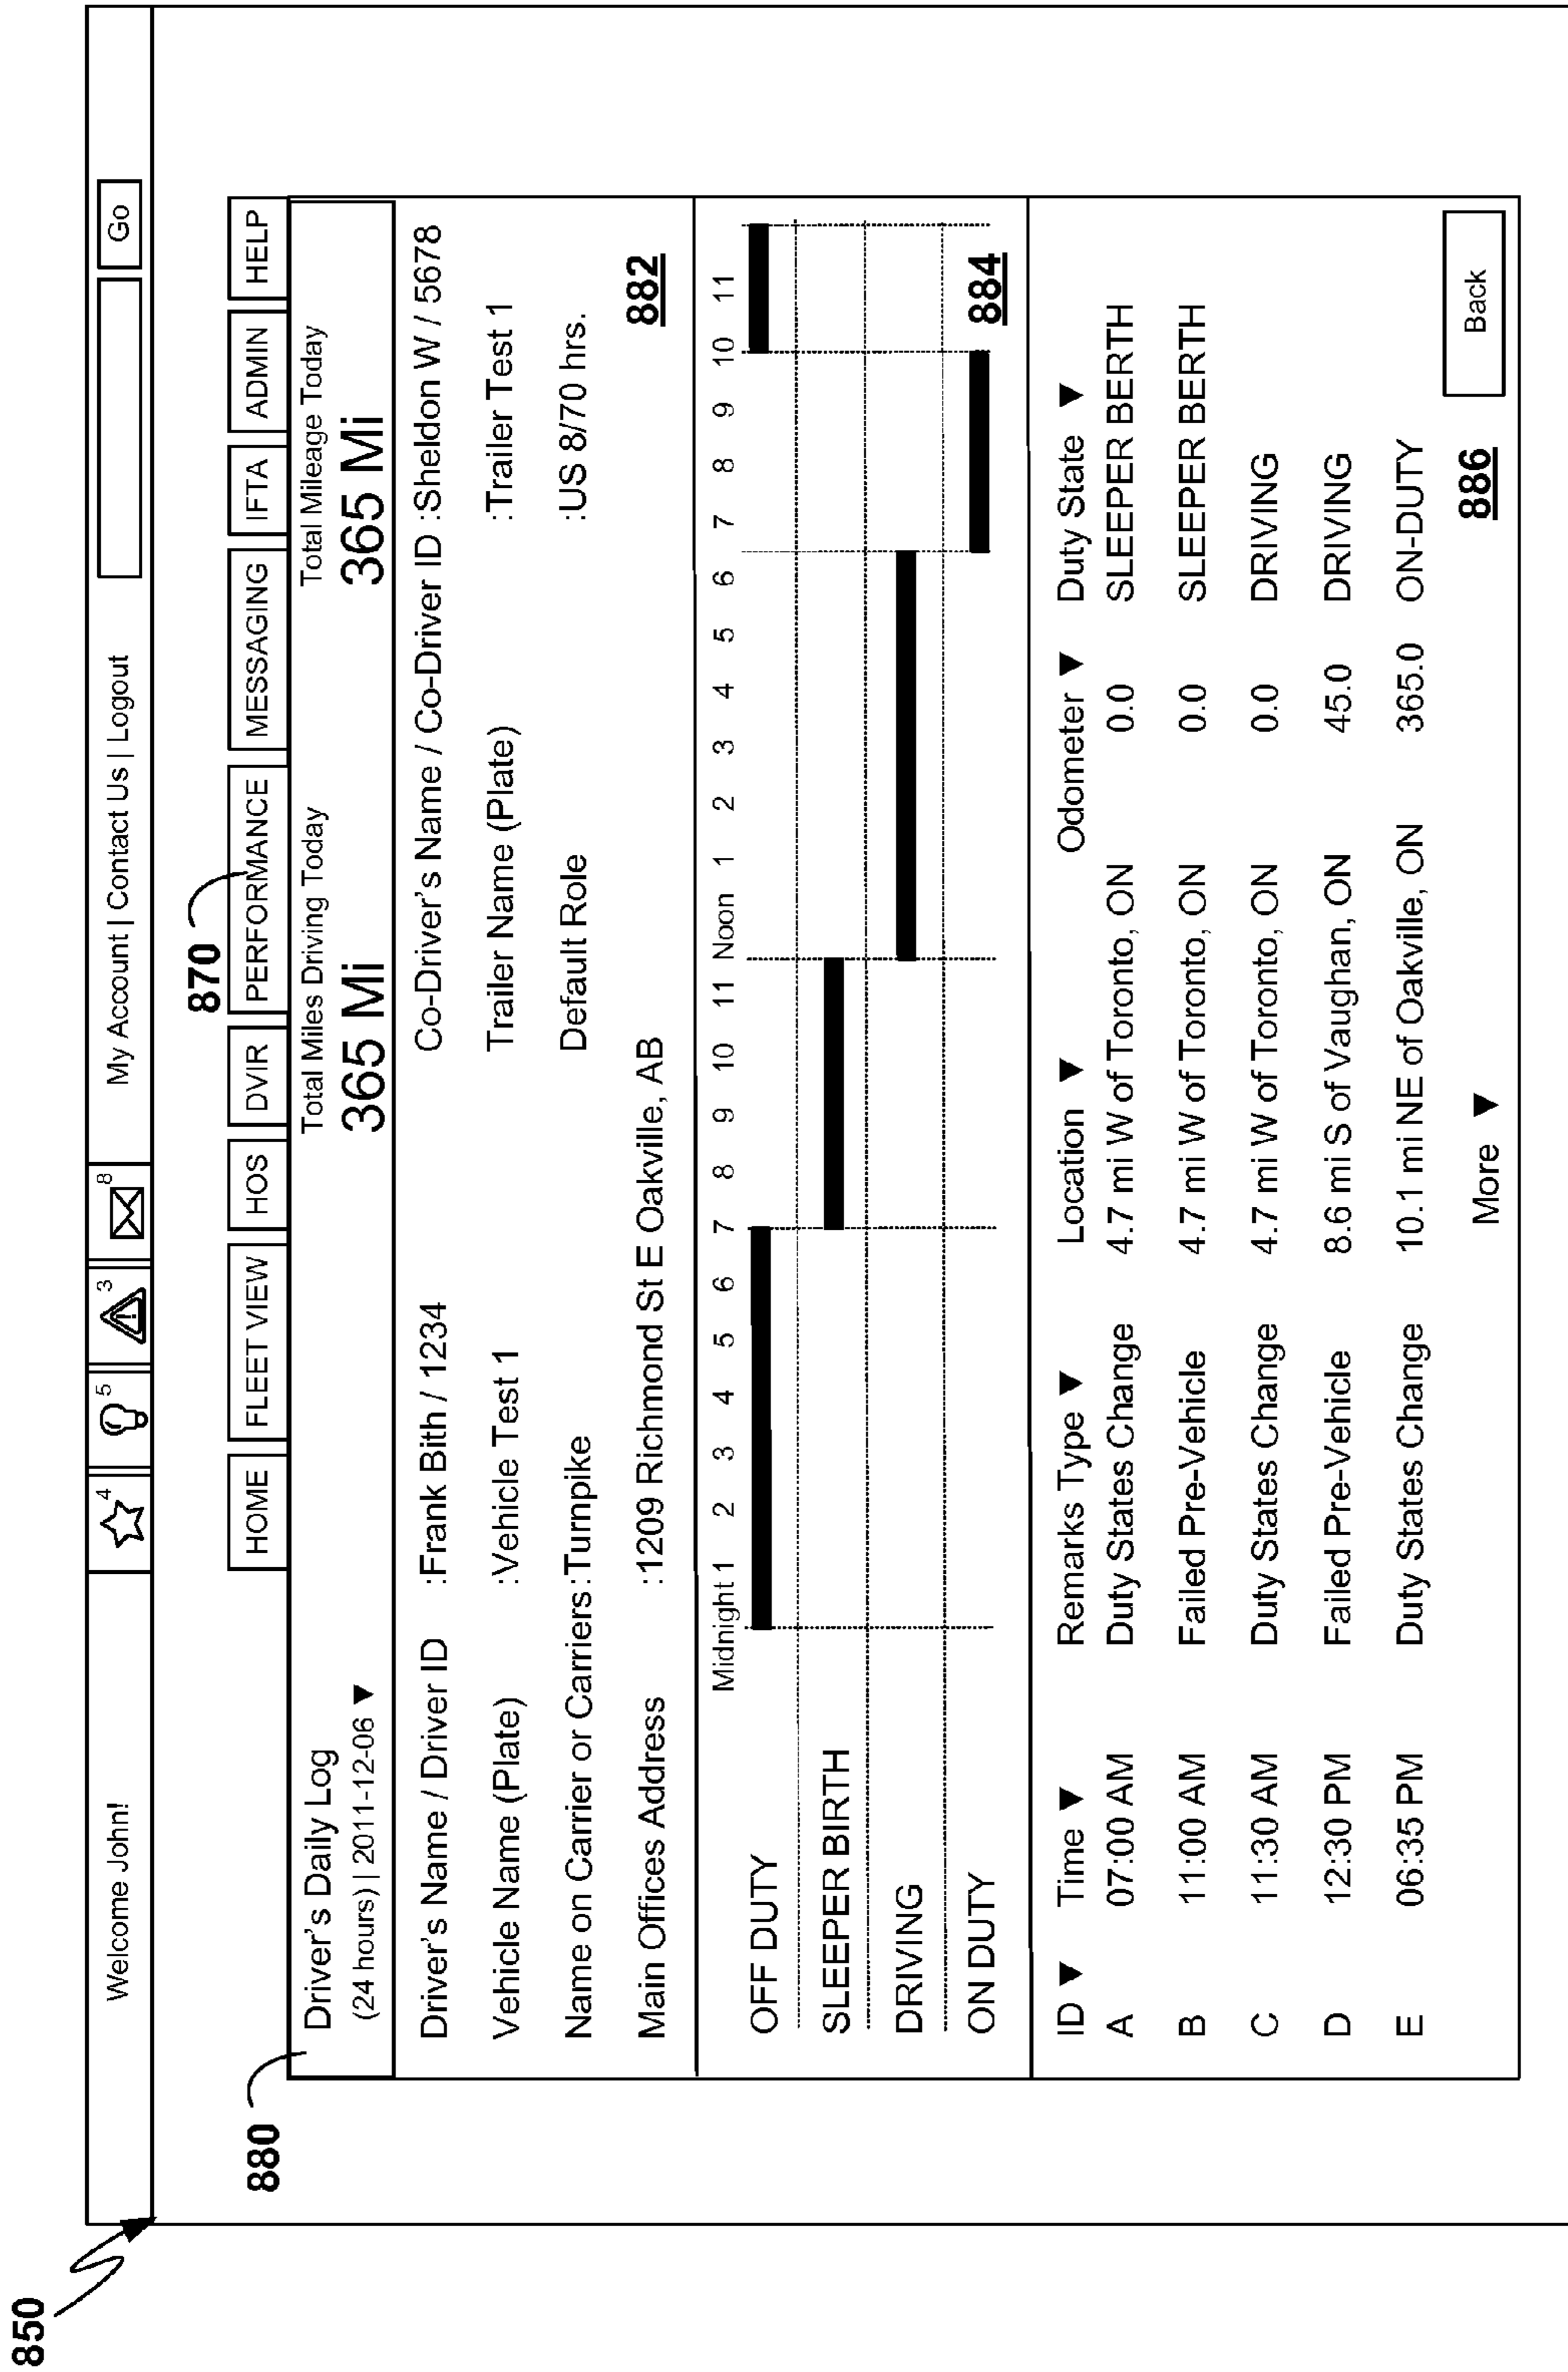 850
Welcome John!
4
5
3
8
My Account | Contact Us | Logout
Go
870
HOME
FLEET VIEW
HOS
DVIR
PERFORMANCE
MESSAGING
IFTA
ADMIN
HELP
880
Driver's Daily Log
(24 hours) | 2011-12-06 ▼
Total Miles Driving Today
365 Mi
Total Mileage Today
365 Mi
Driver's Name / Driver ID :Frank Bith / 1234
Co-Driver's Name / Co-Driver ID :Sheldon W / 5678
Vehicle Name (Plate) :Vehicle Test 1
Trailer Name (Plate) :Trailer Test 1
Name on Carrier or Carriers:Turnpike
Default Role :US 8/70 hrs.
Main Offices Address :1209 Richmond St E Oakville, AB
882
Midnight 1 2 3 4 5 6 7 8 9 10 11 Noon 1 2 3 4 5 6 7 8 9 10 11
OFF DUTY
SLEEPER BIRTH
DRIVING
ON DUTY
884
ID ▼ Time ▼ Remarks Type ▼ Location ▼ Odometer ▼ Duty State ▼
A 07:00 AM Duty States Change 4.7 mi W of Toronto, ON 0.0 SLEEPER BERTH
B 11:00 AM Failed Pre-Vehicle 4.7 mi W of Toronto, ON 0.0 SLEEPER BERTH
C 11:30 AM Duty States Change 4.7 mi W of Toronto, ON 0.0 DRIVING
D 12:30 PM Failed Pre-Vehicle 8.6 mi S of Vaughan, ON 45.0 DRIVING
E 06:35 PM Duty States Change 10.1 mi NE of Oakville, ON 365.0 ON-DUTY
More ▼
886
Back